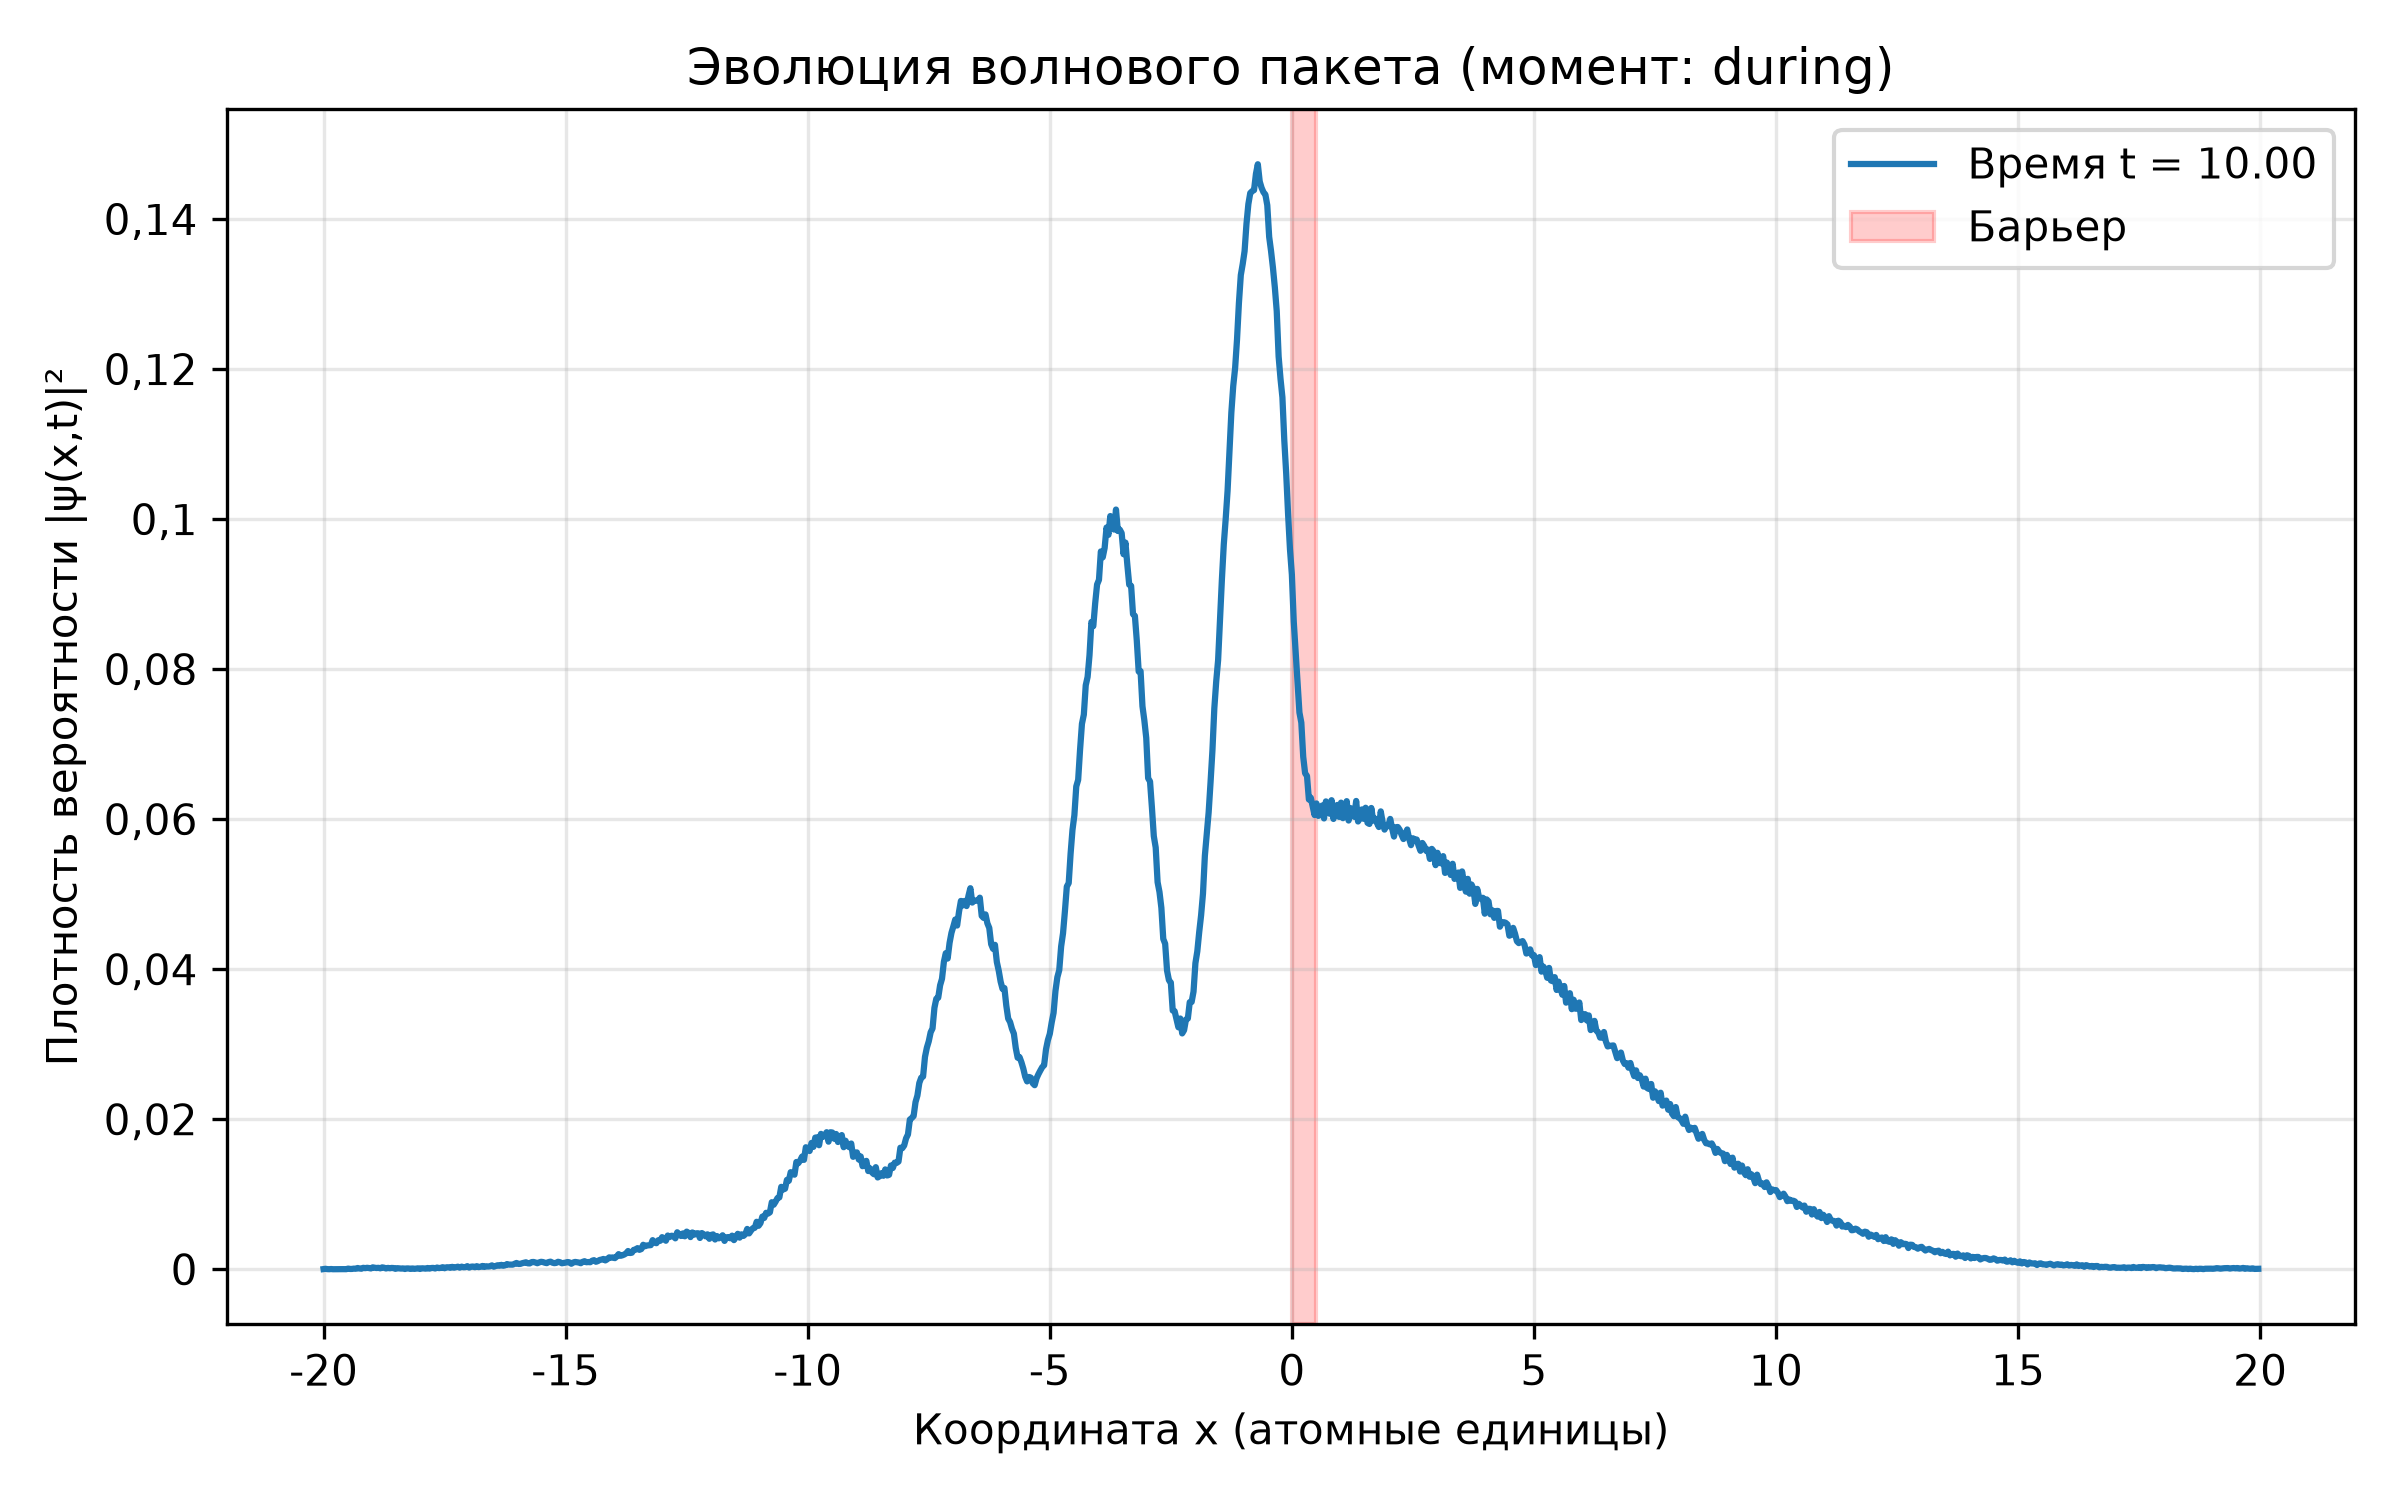 Эволюция волнового пакета (момент: during)
Время t = 10.00
Барьер
Плотность вероятности |ψ(x,t)|²
0,14
0,12
0,1
0,08
0,06
0,04
0,02
0
-20 -15 -10 -5 0 5 10 15 20
Координата x (атомные единицы)